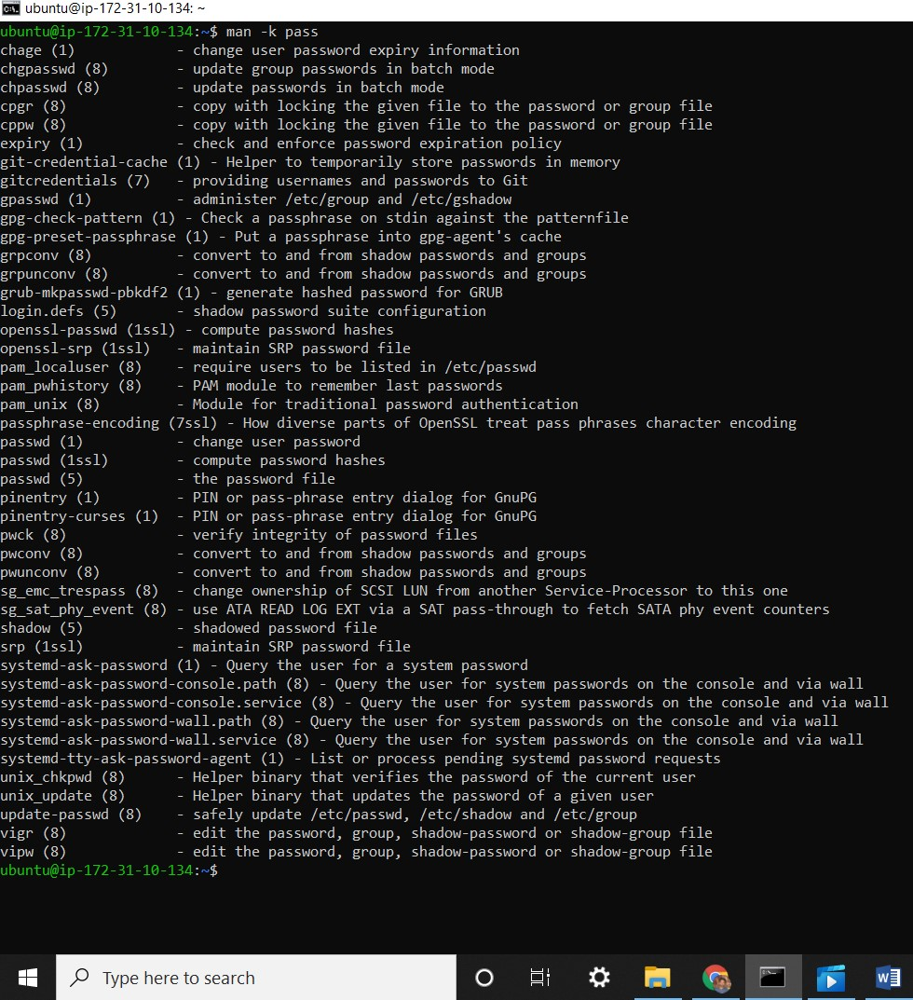 ubuntu@ip-172-31-10-134: ~
ubuntu@ip-172-31-10-134:~$ man -k pass
chage (1)            - change user password expiry information
chgpasswd (8)        - update group passwords in batch mode
chpasswd (8)         - update passwords in batch mode
cpgr (8)             - copy with locking the given file to the password or group file
cppw (8)             - copy with locking the given file to the password or group file
expiry (1)           - check and enforce password expiration policy
git-credential-cache (1) - Helper to temporarily store passwords in memory
gitcredentials (7)   - providing usernames and passwords to Git
gpasswd (1)          - administer /etc/group and /etc/gshadow
gpg-check-pattern (1) - Check a passphrase on stdin against the patternfile
gpg-preset-passphrase (1) - Put a passphrase into gpg-agent's cache
grpconv (8)          - convert to and from shadow passwords and groups
grpunconv (8)        - convert to and from shadow passwords and groups
grub-mkpasswd-pbkdf2 (1) - generate hashed password for GRUB
login.defs (5)       - shadow password suite configuration
openssl-passwd (1ssl) - compute password hashes
openssl-srp (1ssl)   - maintain SRP password file
pam_localuser (8)    - require users to be listed in /etc/passwd
pam_pwhistory (8)    - PAM module to remember last passwords
pam_unix (8)         - Module for traditional password authentication
passphrase-encoding (7ssl) - How diverse parts of OpenSSL treat pass phrases character encoding
passwd (1)           - change user password
passwd (1ssl)        - compute password hashes
passwd (5)           - the password file
pinentry (1)         - PIN or pass-phrase entry dialog for GnuPG
pinentry-curses (1)  - PIN or pass-phrase entry dialog for GnuPG
pwck (8)             - verify integrity of password files
pwconv (8)           - convert to and from shadow passwords and groups
pwunconv (8)         - convert to and from shadow passwords and groups
sg_emc_trespass (8)  - change ownership of SCSI LUN from another Service-Processor to this one
sg_sat_phy_event (8) - use ATA READ LOG EXT via a SAT pass-through to fetch SATA phy event counters
shadow (5)           - shadowed password file
srp (1ssl)           - maintain SRP password file
systemd-ask-password (1) - Query the user for a system password
systemd-ask-password-console.path (8) - Query the user for system passwords on the console and via wall
systemd-ask-password-console.service (8) - Query the user for system passwords on the console and via wall
systemd-ask-password-wall.path (8) - Query the user for system passwords on the console and via wall
systemd-ask-password-wall.service (8) - Query the user for system passwords on the console and via wall
systemd-tty-ask-password-agent (1) - List or process pending systemd password requests
unix_chkpwd (8)      - Helper binary that verifies the password of the current user
unix_update (8)      - Helper binary that updates the password of a given user
update-passwd (8)    - safely update /etc/passwd, /etc/shadow and /etc/group
vigr (8)             - edit the password, group, shadow-password or shadow-group file
vipw (8)             - edit the password, group, shadow-password or shadow-group file
ubuntu@ip-172-31-10-134:~$
Type here to search